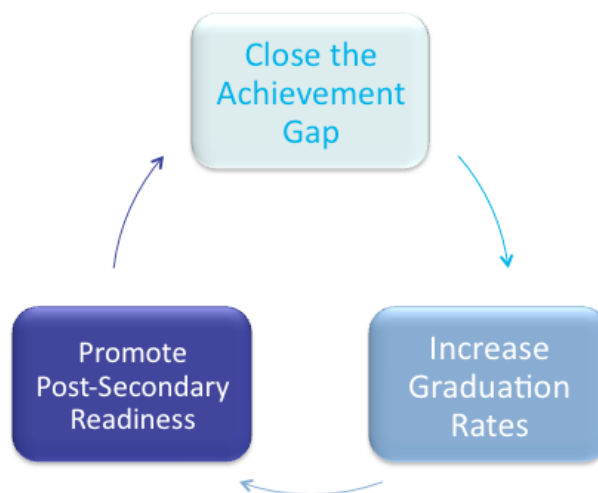 Close the
Achievement
Gap
Increase
Graduation
Rates
Promote
Post-Secondary
Readiness